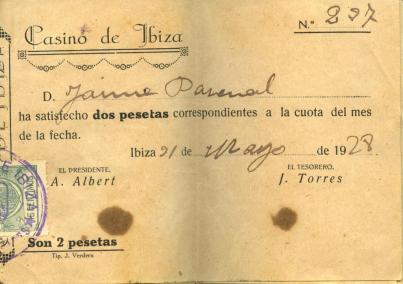 Casino de Ibiza
N.º 897
D. Jaime Pascual
ha satisfecho dos pesetas correspondientes a la cuota del mes
de la fecha.
Ibiza 21 de Mayo de 1928.
EL PRESIDENTE, EL TESORERO,
A. Albert J. Torres
Son 2 pesetas
Tip. J. Verdera